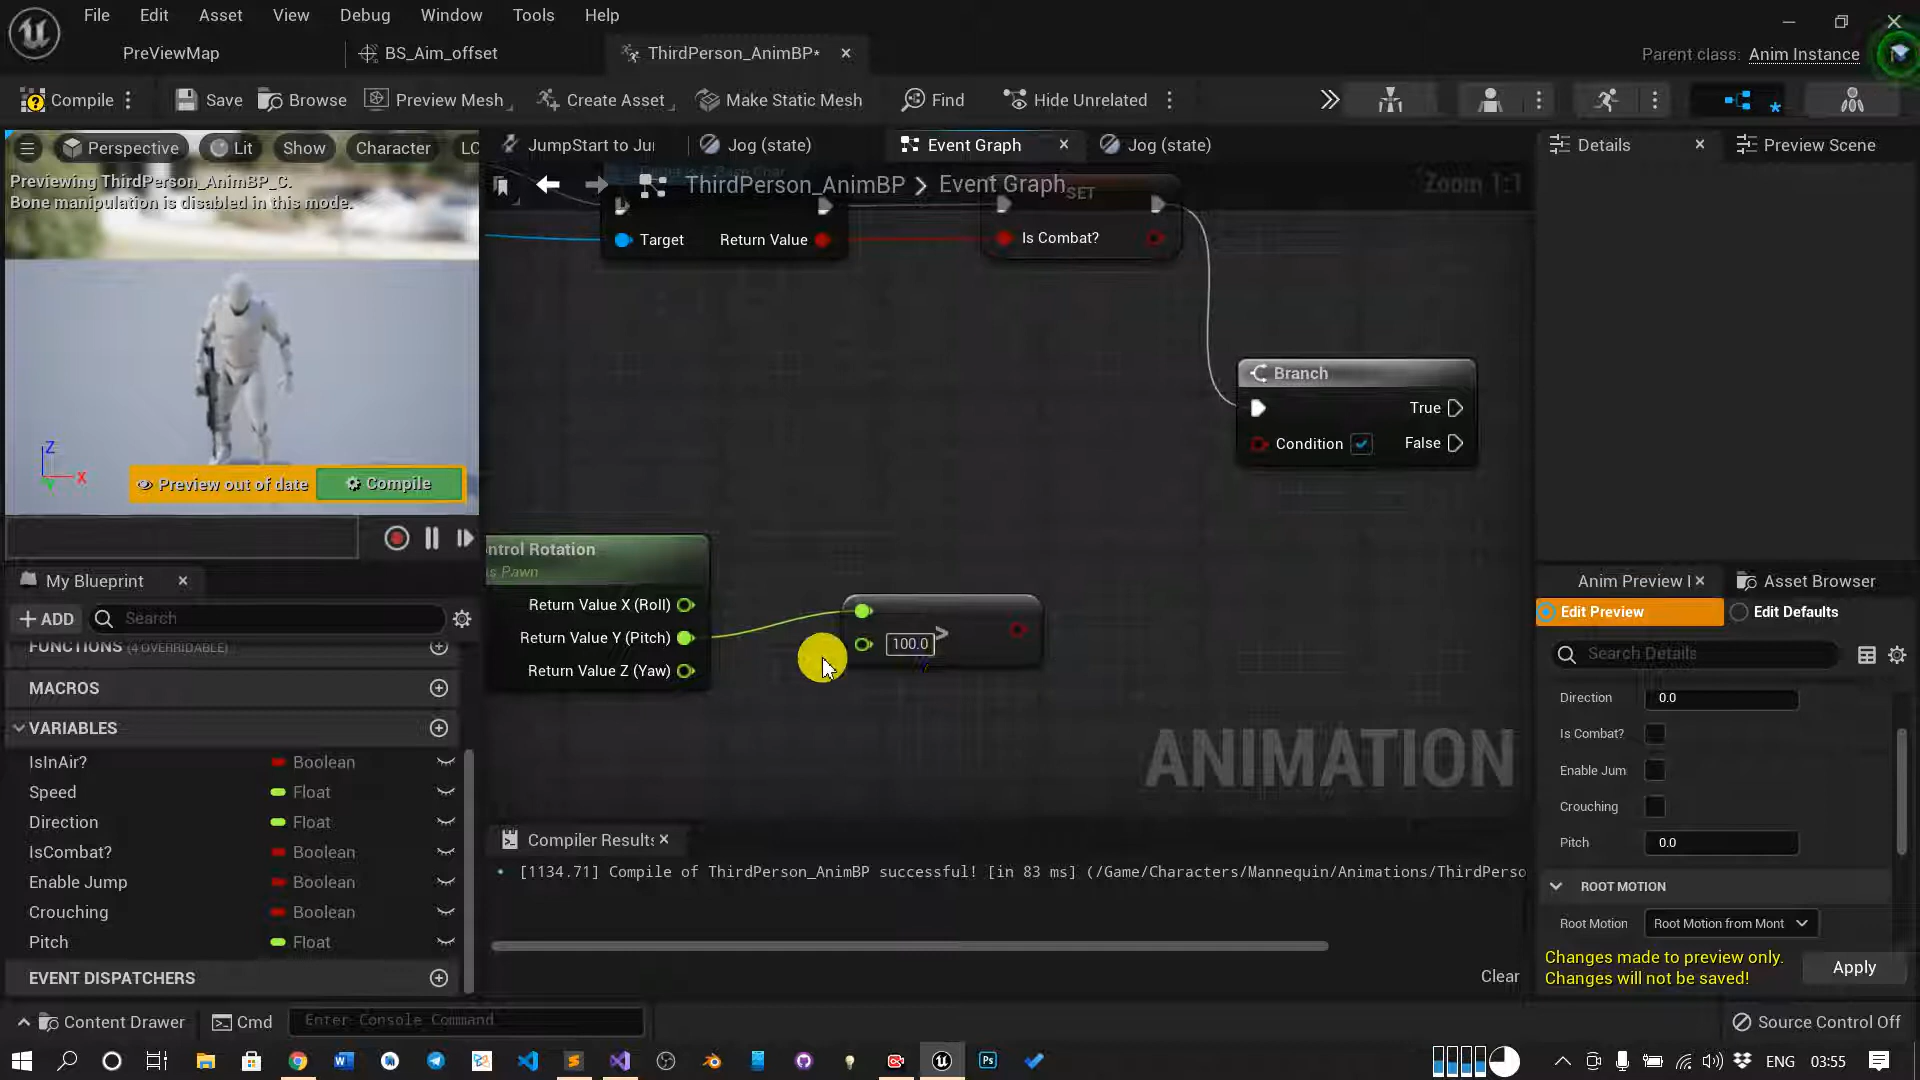 File Edit Asset View Debug Window Tools Help
PreViewMap
BS_Aim_offset
ThirdPerson_AnimBP*
Parent class: Anim Instance
Compile
Save
Browse
Preview Mesh
Create Asset
Make Static Mesh
Find
Hide Unrelated
Perspective
Lit
Show
Character
LO
Previewing ThirdPerson_AnimBP_C.
Bone manipulation is disabled in this mode.
Z
X
Preview out of date
Compile
JumpStart to Ju
Jog (state)
Event Graph
Jog (state)
ThirdPerson_AnimBP > Event Graph
Zoom 1:1
SET
Target
Return Value
Is Combat?
Branch
True
Condition
False
ntrol Rotation
is Pawn
Return Value X (Roll)
Return Value Y (Pitch)
Return Value Z (Yaw)
100.0
>
ANIMATION
Compiler Results
[1134.71] Compile of ThirdPerson_AnimBP successful! [in 83 ms] (/Game/Characters/Mannequin/Animations/ThirdPerso
Clear
My Blueprint
ADD
Search
FUNCTIONS (4 OVERRIDABLE)
MACROS
VARIABLES
IsInAir? Boolean
Speed Float
Direction Float
IsCombat? Boolean
Enable Jump Boolean
Crouching Boolean
Pitch Float
EVENT DISPATCHERS
Details
Preview Scene
Anim Preview
Asset Browser
Edit Preview
Edit Defaults
Search Details
Direction 0.0
Is Combat?
Enable Jum
Crouching
Pitch 0.0
ROOT MOTION
Root Motion Root Motion from Mont
Changes made to preview only.
Changes will not be saved!
Apply
Content Drawer
Cmd
Enter Console Command
Source Control Off
ENG 03:55